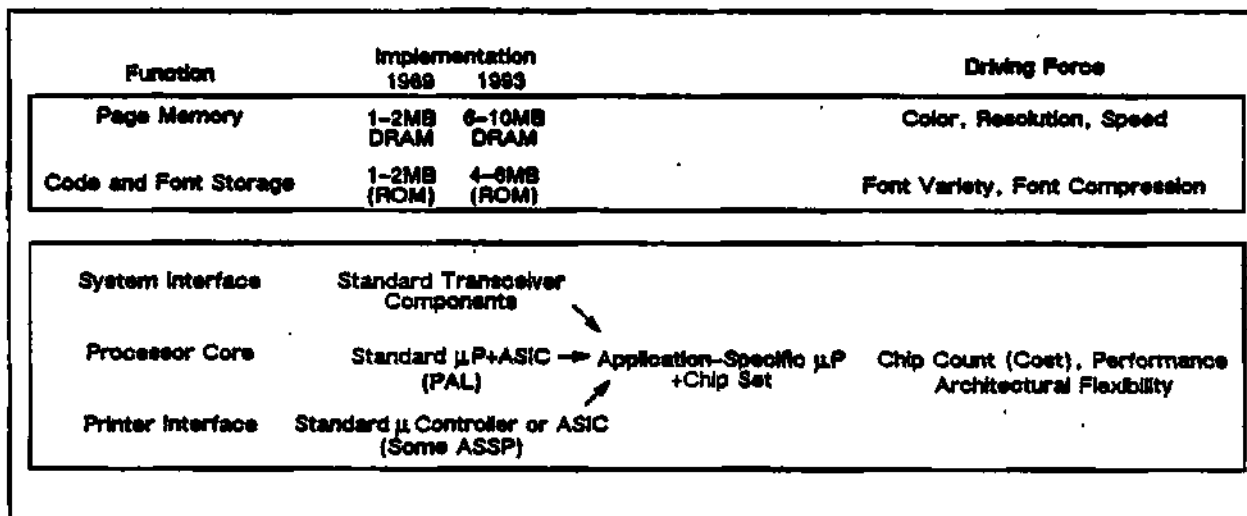 Function Implementation Driving Force
1989 1993
Page Memory 1–2MB 6–10MB Color, Resolution, Speed
DRAM DRAM
Code and Font Storage 1–2MB 4–6MB Font Variety, Font Compression
(ROM) (ROM)
System Interface Standard Transceiver
Components
Processor Core Standard μP+ASIC Application–Specific μP Chip Count (Cost), Performance
(PAL) +Chip Set Architectural Flexibility
Printer Interface Standard μ Controller or ASIC
(Some ASSP)